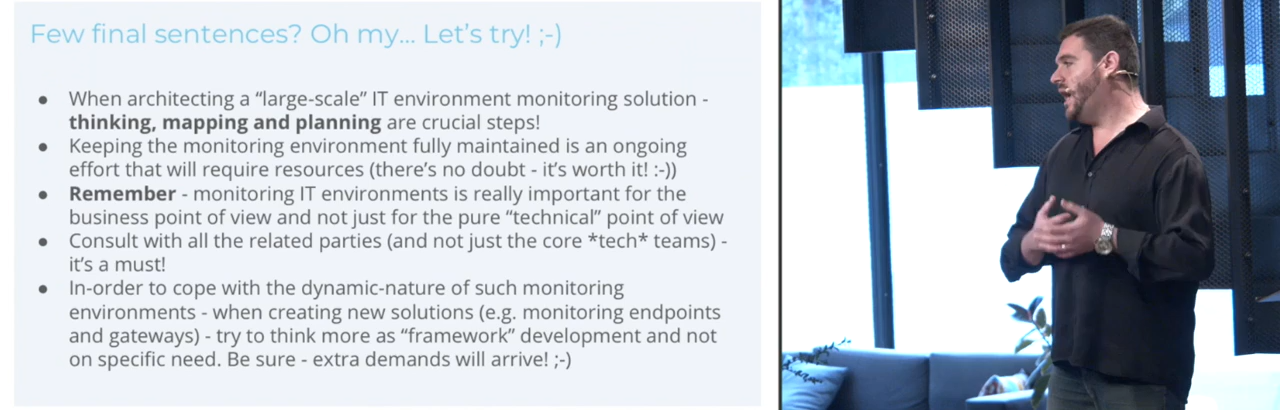 Few final sentences? Oh my... Let's try! ;-)
● When architecting a “large-scale” IT environment monitoring solution -
thinking, mapping and planning are crucial steps!
● Keeping the monitoring environment fully maintained is an ongoing
effort that will require resources (there's no doubt - it's worth it! :-))
● Remember - monitoring IT environments is really important for the
business point of view and not just for the pure “technical” point of view
● Consult with all the related parties (and not just the core *tech* teams) -
it's a must!
● In-order to cope with the dynamic-nature of such monitoring
environments - when creating new solutions (e.g. monitoring endpoints
and gateways) - try to think more as “framework” development and not
on specific need. Be sure - extra demands will arrive! ;-)